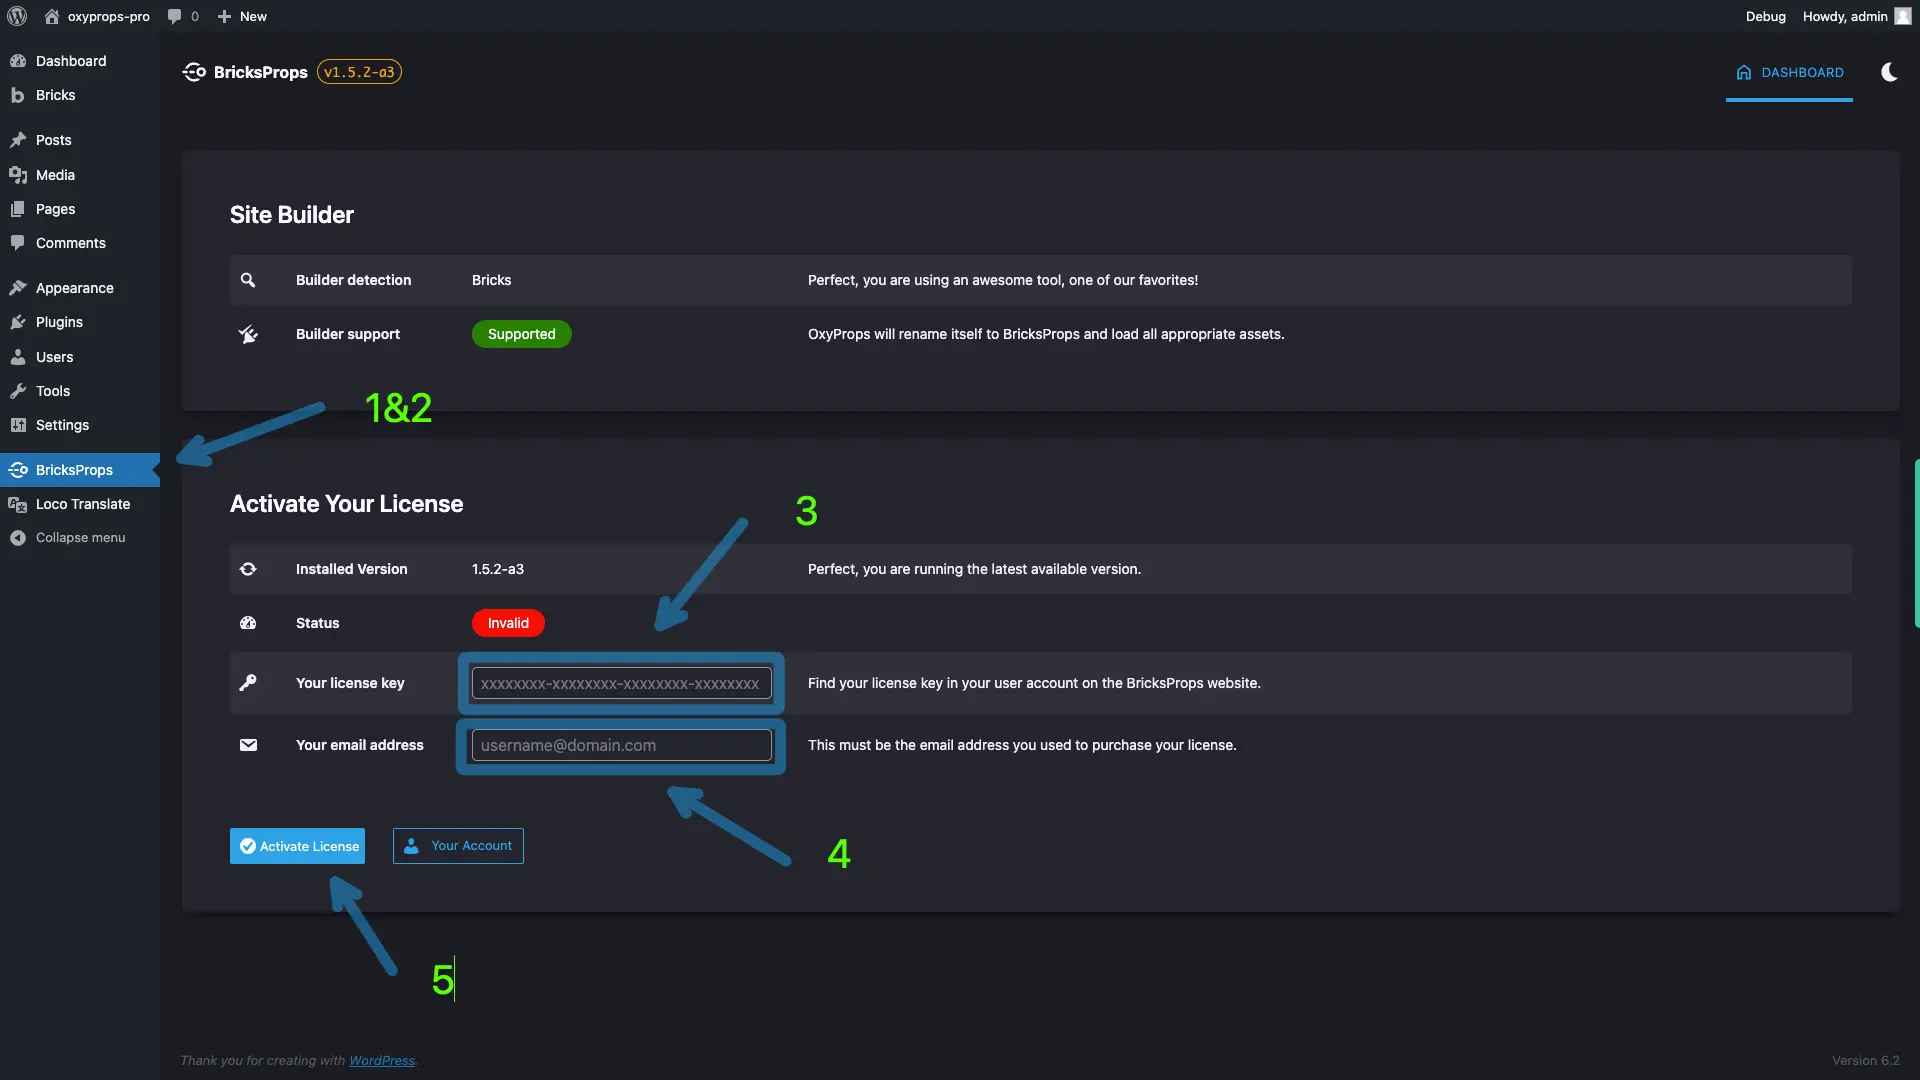 oxyprops-pro 0 New Debug Howdy, admin
Dashboard
Bricks
Posts
Media
Pages
Comments
Appearance
Plugins
Users
Tools
Settings
BricksProps
Loco Translate
Collapse menu
BricksProps v1.5.2-a3 DASHBOARD
Site Builder
Builder detection Bricks Perfect, you are using an awesome tool, one of our favorites!
Builder support Supported OxyProps will rename itself to BricksProps and load all appropriate assets.
1&2
Activate Your License
3
Installed Version 1.5.2-a3 Perfect, you are running the latest available version.
Status Invalid
Your license key xxxxxxxx-xxxxxxxx-xxxxxxxx-xxxxxxxx Find your license key in your user account on the BricksProps website.
Your email address username@domain.com This must be the email address you used to purchase your license.
Activate License Your Account
4
5
Thank you for creating with WordPress. Version 6.2